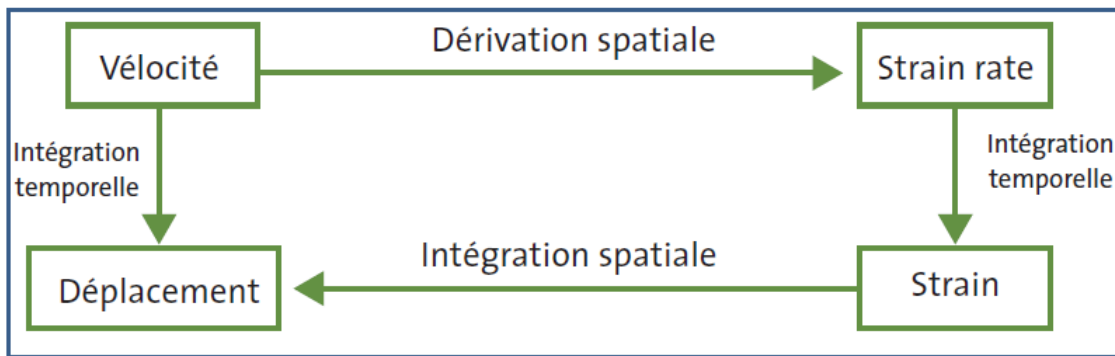 Dérivation spatiale
Vélocité
Strain rate
Intégration
temporelle
Intégration
temporelle
Intégration spatiale
Déplacement
Strain